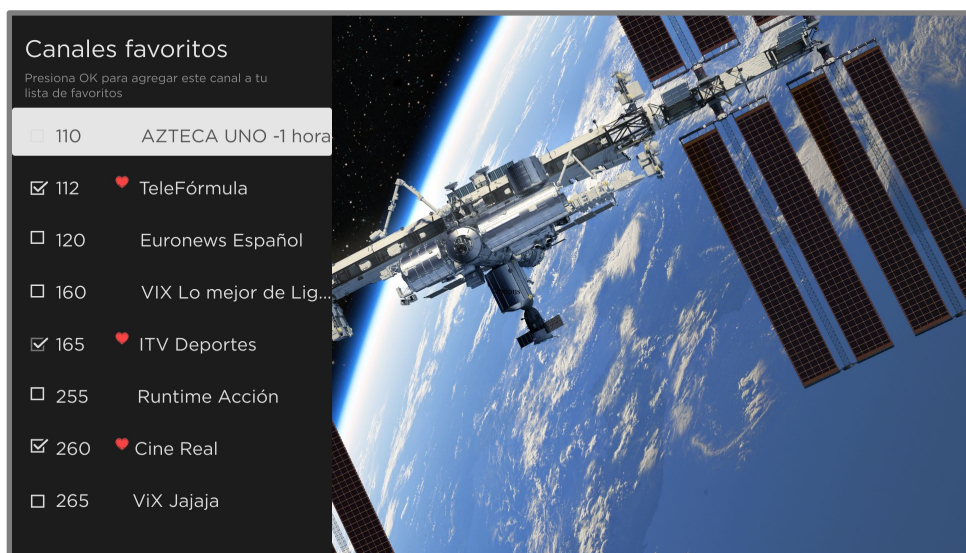 Canales favoritos
Presiona OK para agregar este canal a tu
lista de favoritos
110 AZTECA UNO -1 hora
112 TeleFórmula
120 Euronews Español
160 VIX Lo mejor de Lig...
165 ITV Deportes
255 Runtime Acción
260 Cine Real
265 ViX Jajaja